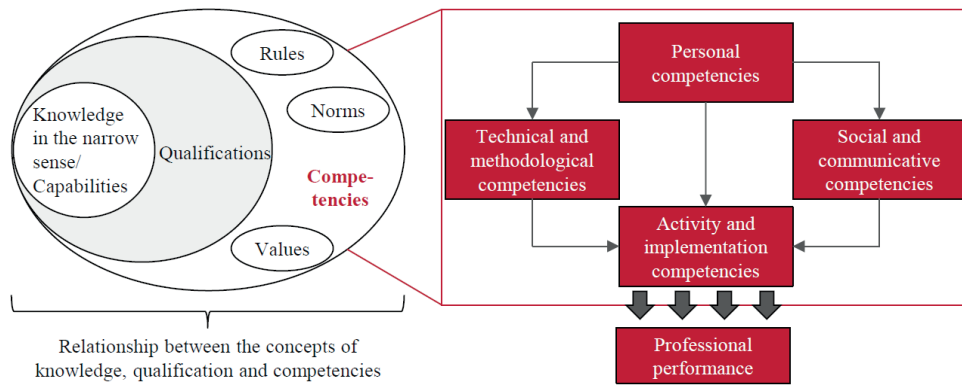 Rules
Norms
Knowledge
in the narrow
sense/
Capabilities
Qualifications
Compe-
tencies
Values
Relationship between the concepts of
knowledge, qualification and competencies
Personal
competencies
Technical and
methodological
competencies
Social and
communicative
competencies
Activity and
implementation
competencies
Professional
performance